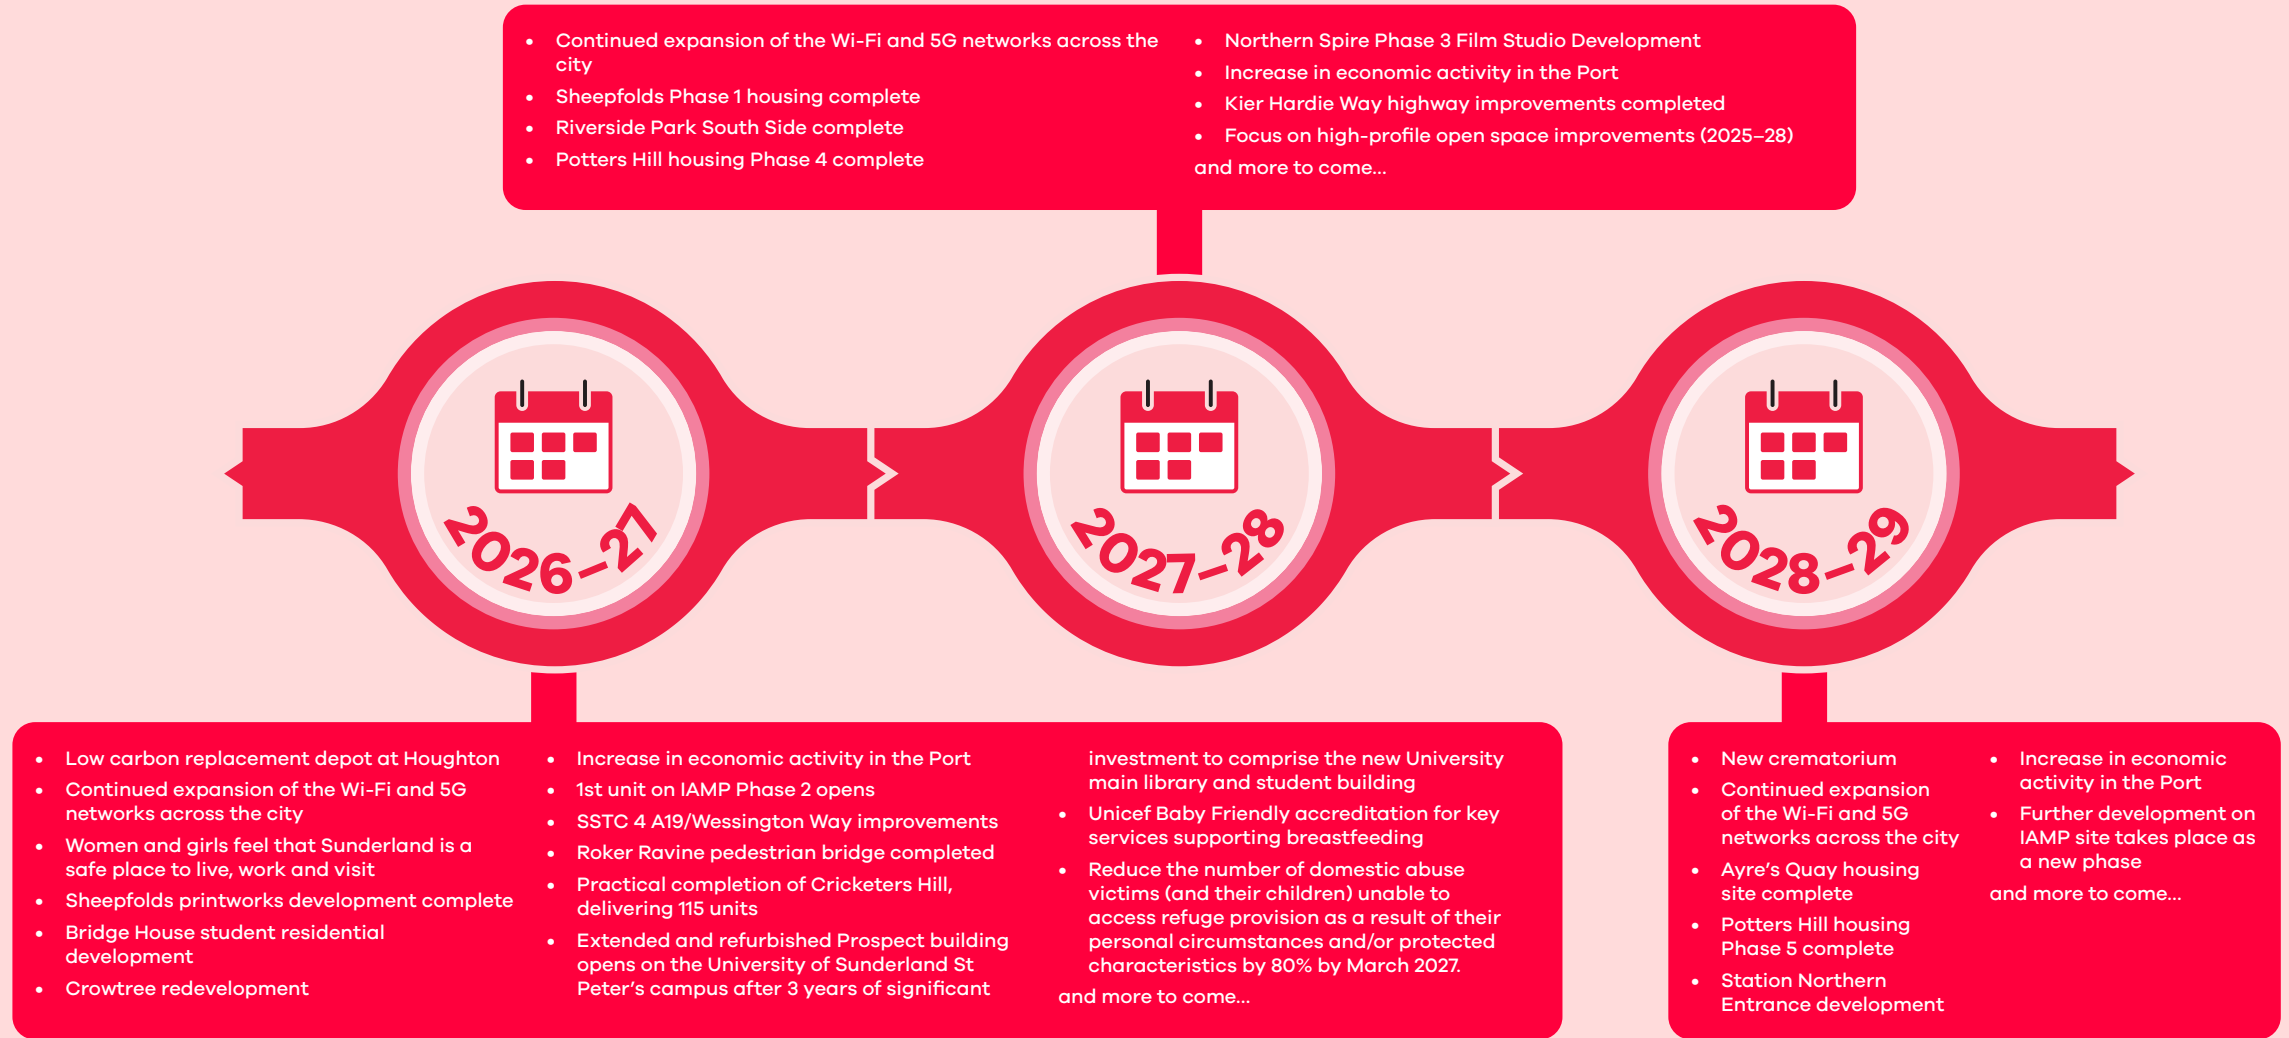 • Continued expansion of the Wi-Fi and 5G networks across the
city
• Sheepfolds Phase 1 housing complete
• Riverside Park South Side complete
• Potters Hill housing Phase 4 complete
• Northern Spire Phase 3 Film Studio Development
• Increase in economic activity in the Port
• Kier Hardie Way highway improvements completed
• Focus on high-profile open space improvements (2025–28)
and more to come...
2026–27
2027–28
2028–29
• Low carbon replacement depot at Houghton
• Continued expansion of the Wi-Fi and 5G
networks across the city
• Women and girls feel that Sunderland is a
safe place to live, work and visit
• Sheepfolds printworks development complete
• Bridge House student residential
development
• Crowtree redevelopment
• Increase in economic activity in the Port
• 1st unit on IAMP Phase 2 opens
• SSTC 4 A19/Wessington Way improvements
• Roker Ravine pedestrian bridge completed
• Practical completion of Cricketers Hill,
delivering 115 units
• Extended and refurbished Prospect building
opens on the University of Sunderland St
Peter's campus after 3 years of significant
investment to comprise the new University
main library and student building
• Unicef Baby Friendly accreditation for key
services supporting breastfeeding
• Reduce the number of domestic abuse
victims (and their children) unable to
access refuge provision as a result of their
personal circumstances and/or protected
characteristics by 80% by March 2027.
and more to come...
• New crematorium
• Continued expansion
of the Wi-Fi and 5G
networks across the city
• Ayre's Quay housing
site complete
• Potters Hill housing
Phase 5 complete
• Station Northern
Entrance development
• Increase in economic
activity in the Port
• Further development on
IAMP site takes place as
a new phase
and more to come...